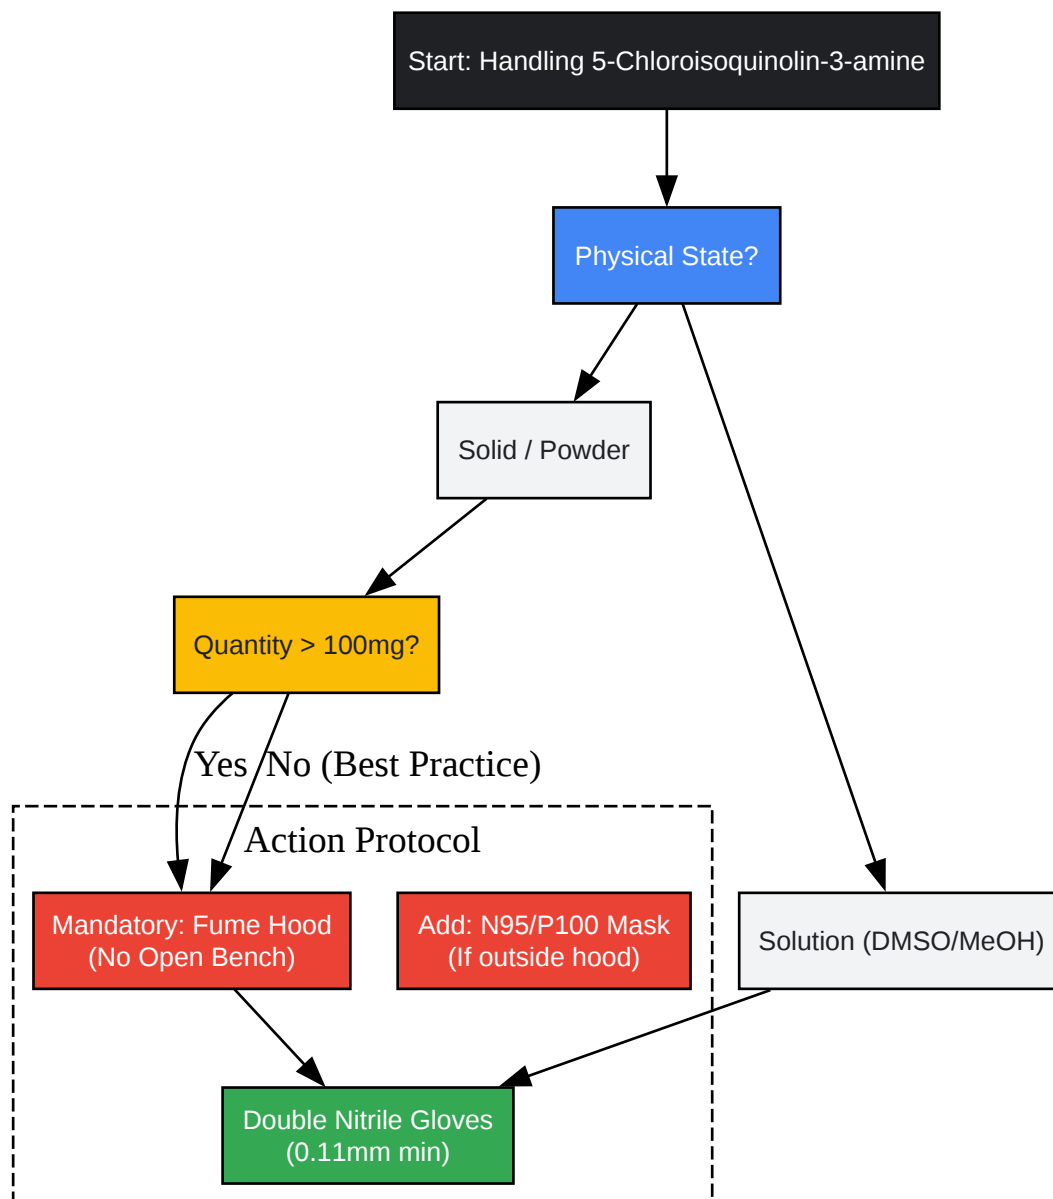 Start: Handling 5-Chloroisoquinolin-3-amine
Physical State?
Solid / Powder
Quantity > 100mg?
Yes
No (Best Practice)
Action Protocol
Mandatory: Fume Hood
(No Open Bench)
Add: N95/P100 Mask
(If outside hood)
Solution (DMSO/MeOH)
Double Nitrile Gloves
(0.11mm min)